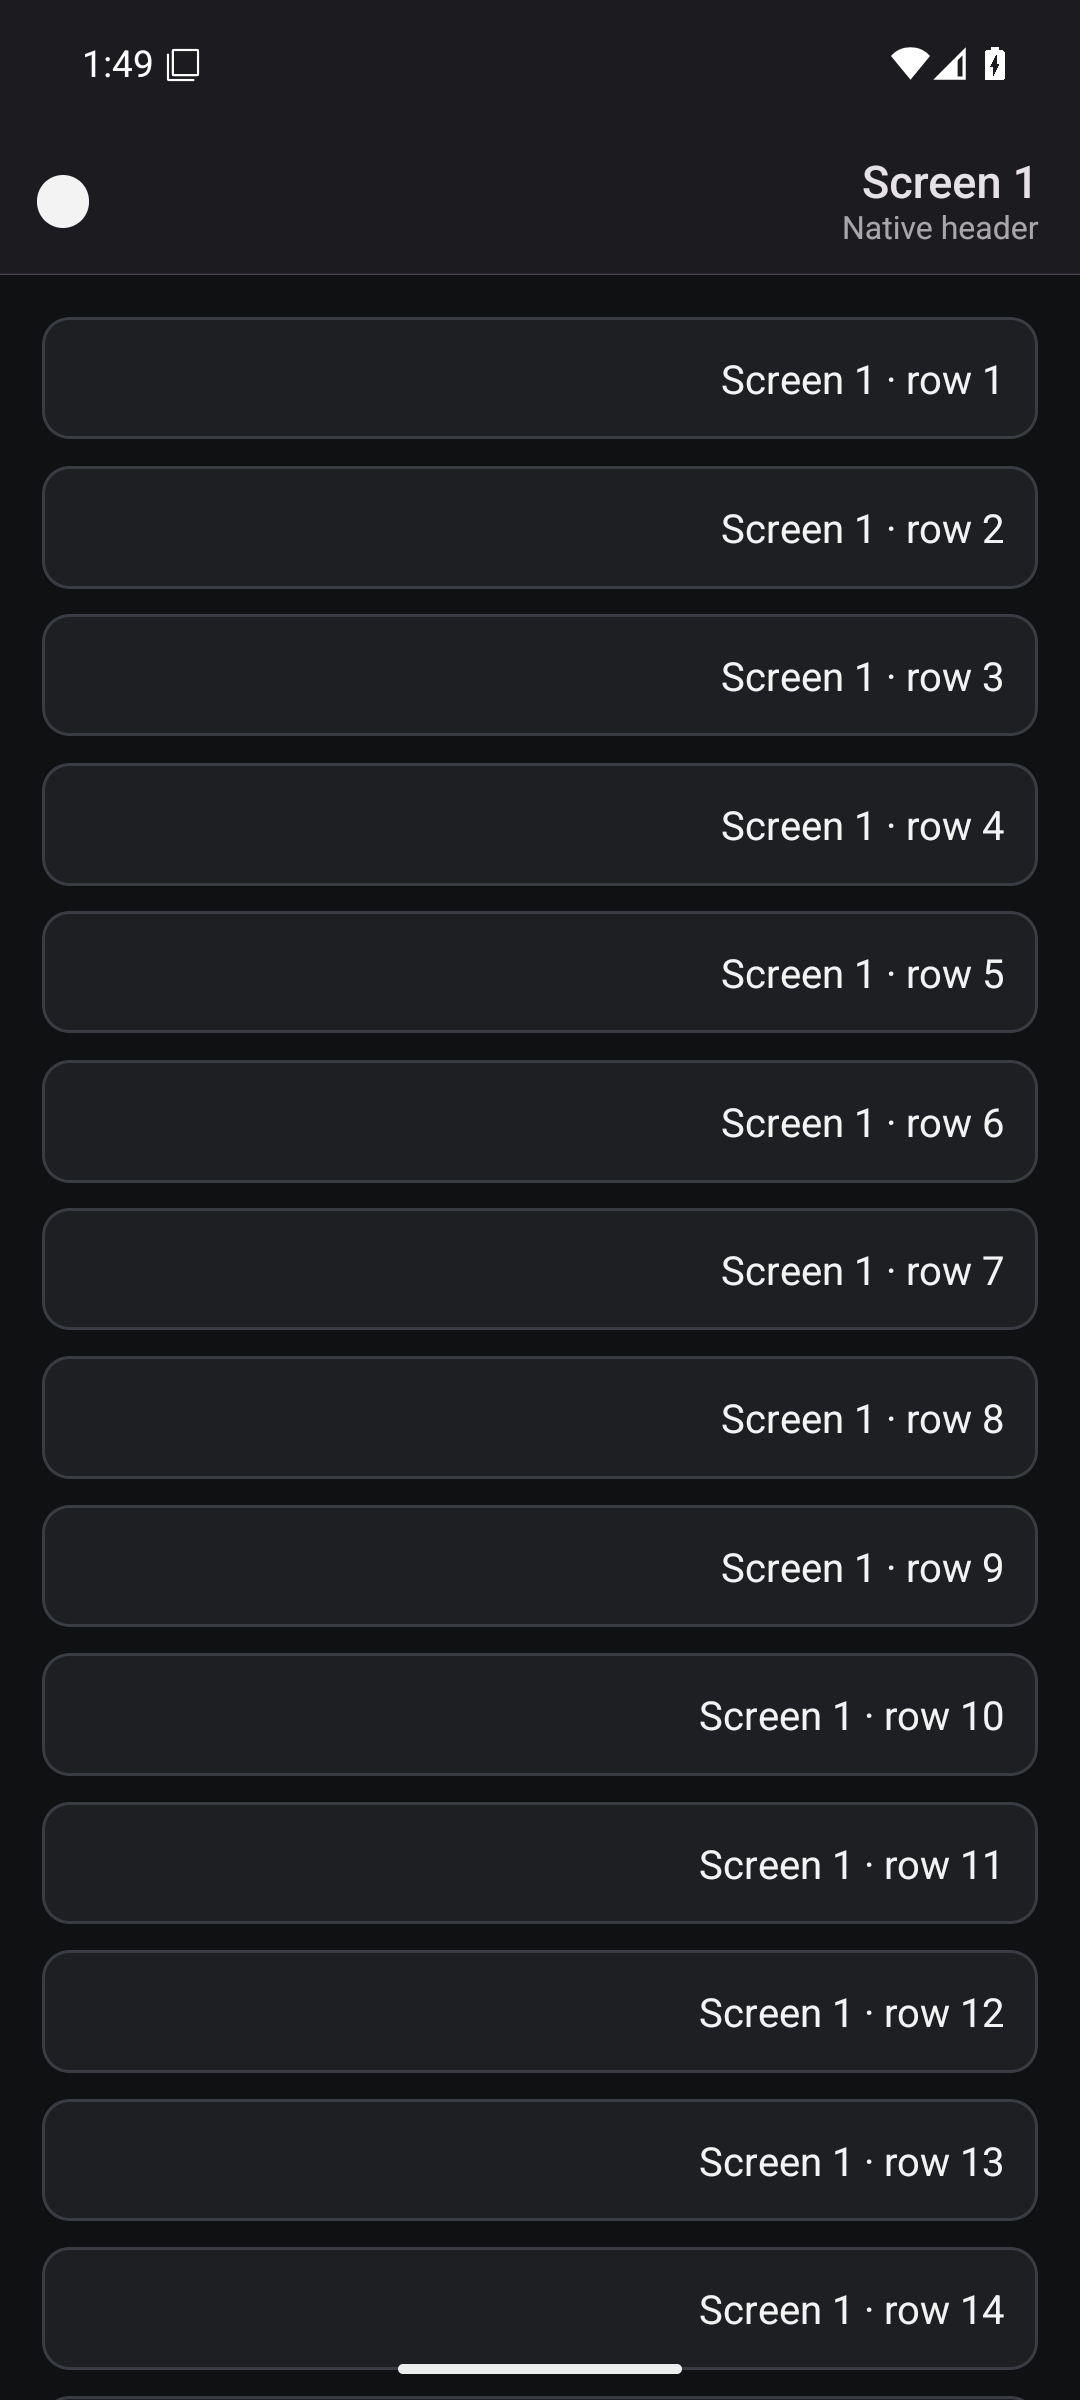 1:49
Screen 1
Native header
Screen 1 · row 1
Screen 1 · row 2
Screen 1 · row 3
Screen 1 · row 4
Screen 1 · row 5
Screen 1 · row 6
Screen 1 · row 7
Screen 1 · row 8
Screen 1 · row 9
Screen 1 · row 10
Screen 1 · row 11
Screen 1 · row 12
Screen 1 · row 13
Screen 1 · row 14